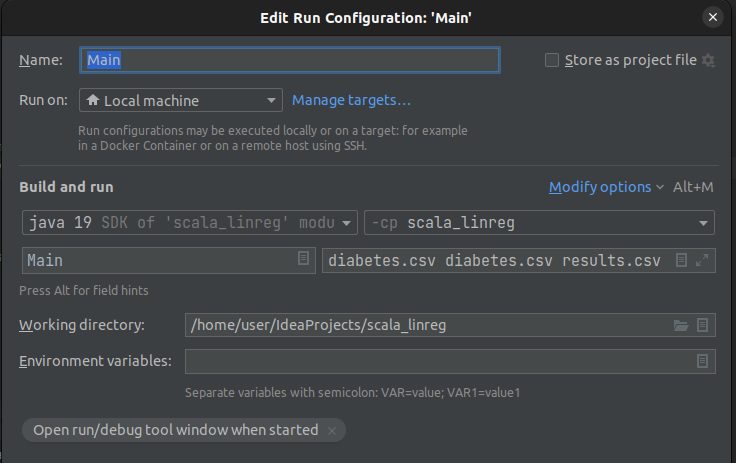 Edit Run Configuration: 'Main'
Name: Main Store as project file
Run on: Local machine Manage targets...
Run configurations may be executed locally or on a target: for example
in a Docker Container or on a remote host using SSH.
Build and run Modify options Alt+M
java 19 SDK of 'scala_linreg' modu -cp scala_linreg
Main diabetes.csv diabetes.csv results.csv
Press Alt for field hints
Working directory: /home/user/IdeaProjects/scala_linreg
Environment variables:
Separate variables with semicolon: VAR=value; VAR1=value1
Open run/debug tool window when started ×